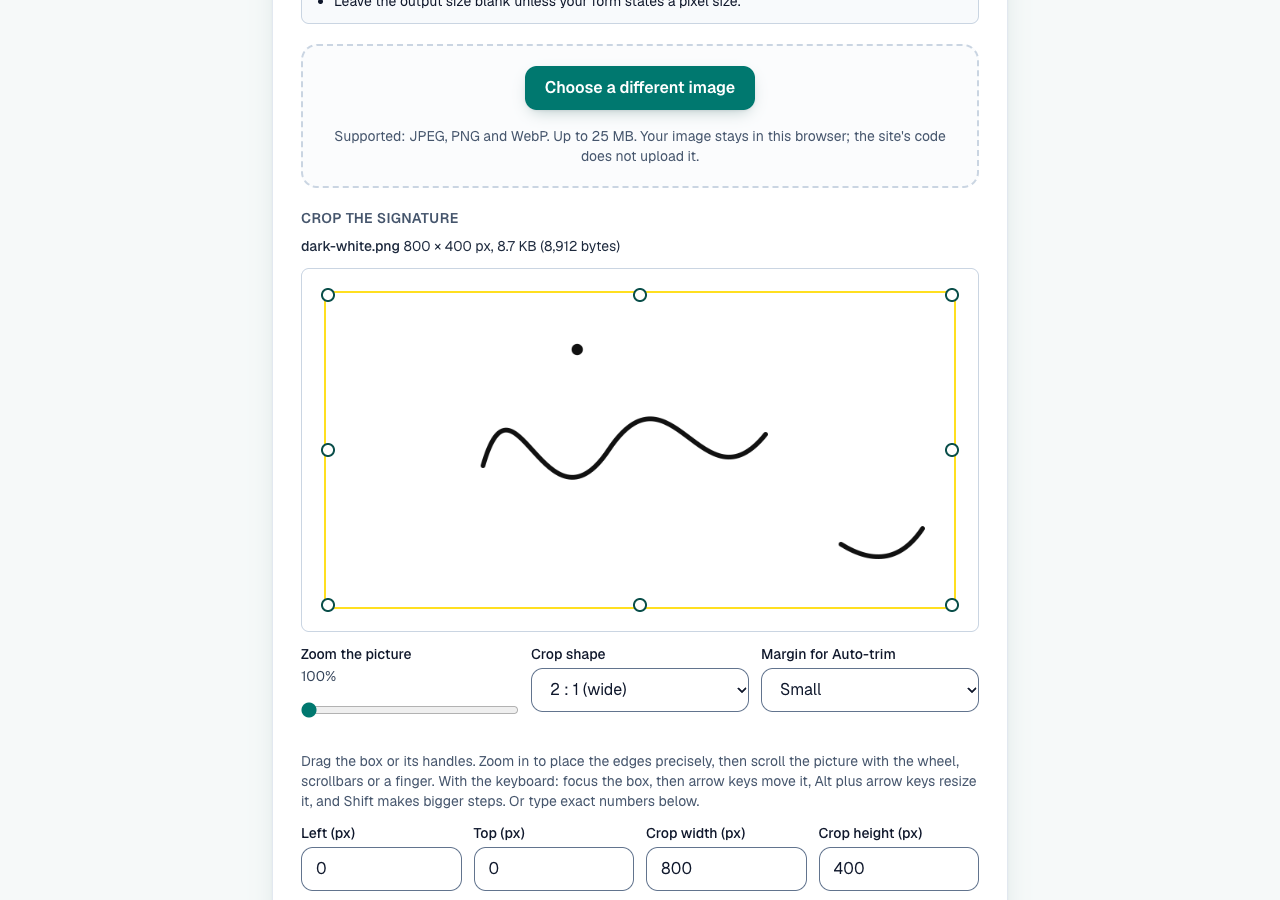 Leave the output size blank unless your form states a pixel size.
Choose a different image
Supported: JPEG, PNG and WebP. Up to 25 MB. Your image stays in this browser; the site's code
does not upload it.
CROP THE SIGNATURE
dark-white.png 800 × 400 px, 8.7 KB (8,912 bytes)
Zoom the picture
100%
Crop shape
2 : 1 (wide)
Margin for Auto-trim
Small
Drag the box or its handles. Zoom in to place the edges precisely, then scroll the picture with the wheel,
scrollbars or a finger. With the keyboard: focus the box, then arrow keys move it, Alt plus arrow keys resize
it, and Shift makes bigger steps. Or type exact numbers below.
Left (px)
0
Top (px)
0
Crop width (px)
800
Crop height (px)
400